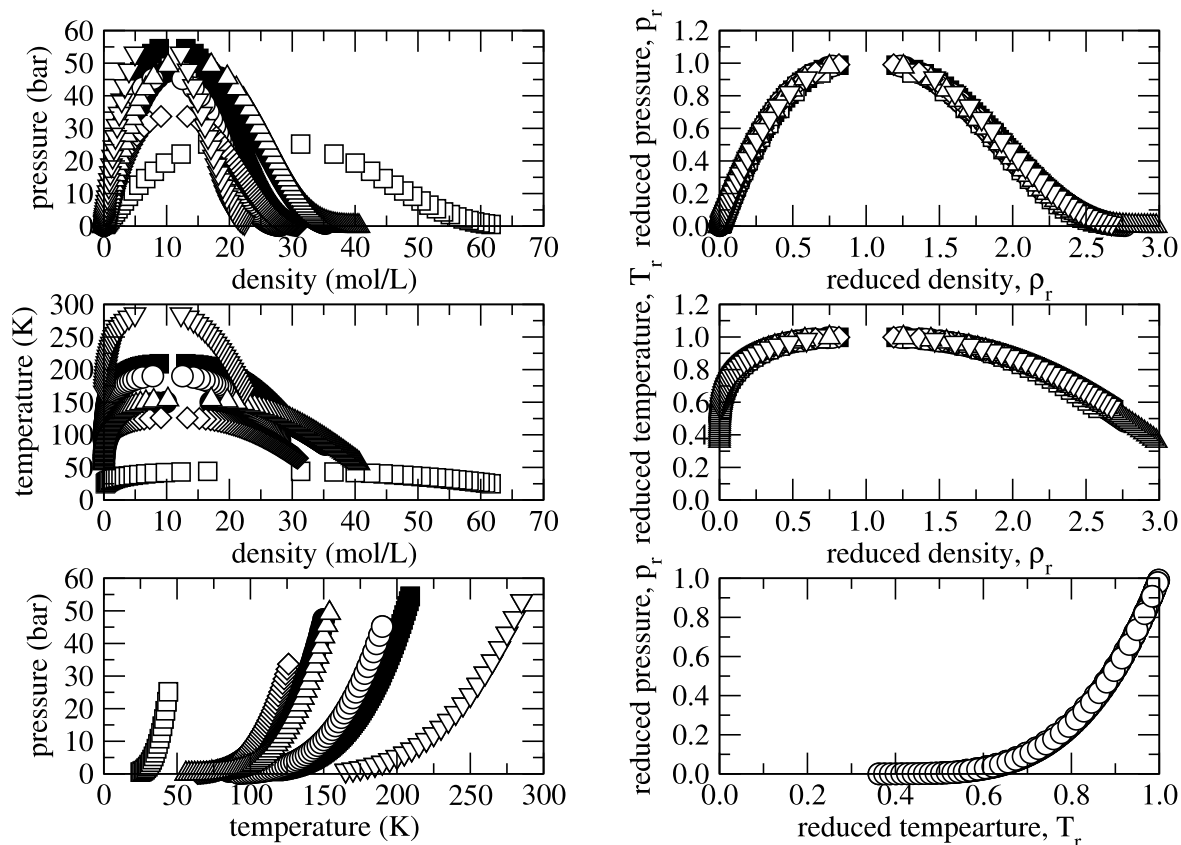 60
50
40
30
20
10
0
pressure (bar)
0 10 20 30 40 50 60 70
density (mol/L)
1.2
1.0
0.8
0.6
0.4
0.2
0.0
reduced pressure, p_r
0.0 0.5 1.0 1.5 2.0 2.5 3.0
reduced density, ρ_r
300
250
200
150
100
50
0
temperature (K)
0 10 20 30 40 50 60 70
density (mol/L)
1.2
1.0
0.8
0.6
0.4
0.2
0.0
reduced temperature, T_r
0.0 0.5 1.0 1.5 2.0 2.5 3.0
reduced density, ρ_r
60
50
40
30
20
10
0
pressure (bar)
0 50 100 150 200 250 300
temperature (K)
1.0
0.8
0.6
0.4
0.2
0.0
reduced pressure, p_r
0.0 0.2 0.4 0.6 0.8 1.0
reduced tempearture, T_r